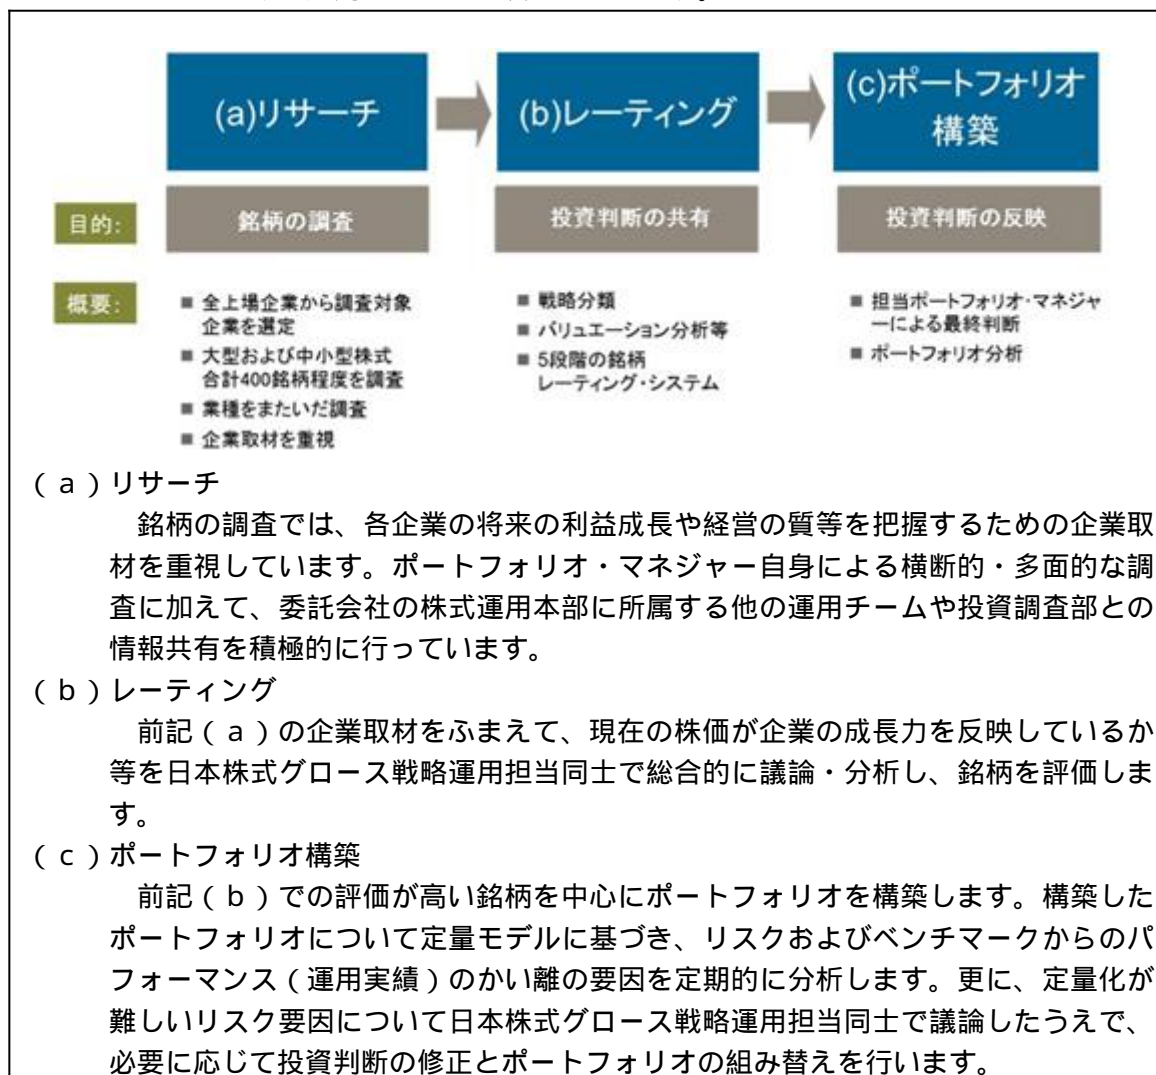 (a)リサーチ
(b)レーティング
(c)ポートフォリオ
構築
目的:
銘柄の調査
投資判断の共有
投資判断の反映
概要:
■ 全上場企業から調査対象
企業を選定
■ 大型および中小型株式
合計400銘柄程度を調査
■ 業種をまたいだ調査
■ 企業取材を重視
■ 戦略分類
■ バリュエーション分析等
■ 5段階の銘柄
レーティング・システム
■ 担当ポートフォリオ・マネジャ
ーによる最終判断
■ ポートフォリオ分析
(a)リサーチ
銘柄の調査では、各企業の将来の利益成長や経営の質等を把握するための企業取
材を重視しています。ポートフォリオ・マネジャー自身による横断的・多面的な調
査に加えて、委託会社の株式運用本部に所属する他の運用チームや投資調査部との
情報共有を積極的に行っています。
(b)レーティング
前記(a)の企業取材をふまえて、現在の株価が企業の成長力を反映しているか
等を日本株式グロース戦略運用担当同士で総合的に議論・分析し、銘柄を評価しま
す。
(c)ポートフォリオ構築
前記(b)での評価が高い銘柄を中心にポートフォリオを構築します。構築した
ポートフォリオについて定量モデルに基づき、リスクおよびベンチマークからのパ
フォーマンス(運用実績)のかい離の要因を定期的に分析します。更に、定量化が
難しいリスク要因について日本株式グロース戦略運用担当同士で議論したうえで、
必要に応じて投資判断の修正とポートフォリオの組み替えを行います。